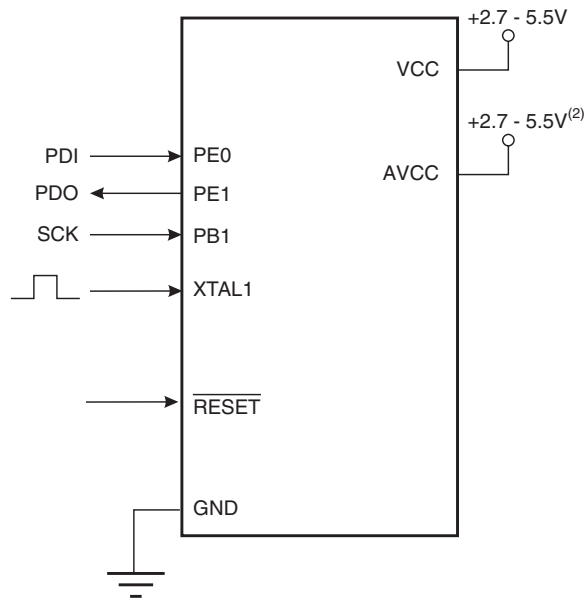 +2.7 - 5.5V
VCC
+2.7 - 5.5V(2)
AVCC
PDI PE0
PDO PE1
SCK PB1
XTAL1
RESET
GND